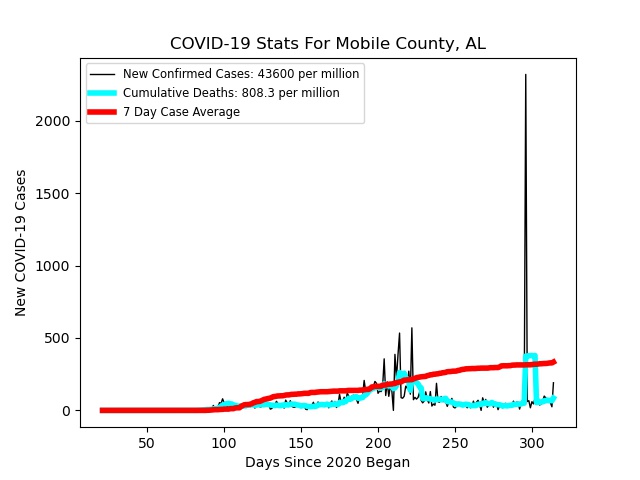 COVID-19 Stats For Mobile County, AL
New Confirmed Cases: 43600 per million
Cumulative Deaths: 808.3 per million
7 Day Case Average
New COVID-19 Cases
2000
1500
1000
500
0
50 100 150 200 250 300
Days Since 2020 Began